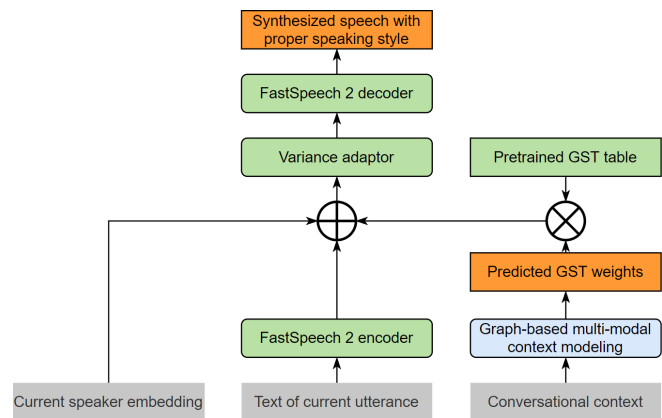 Synthesized speech with
proper speaking style
FastSpeech 2 decoder
Variance adaptor
Pretrained GST table
Predicted GST weights
FastSpeech 2 encoder
Graph-based multi-modal
context modeling
Current speaker embedding
Text of current utterance
Conversational context